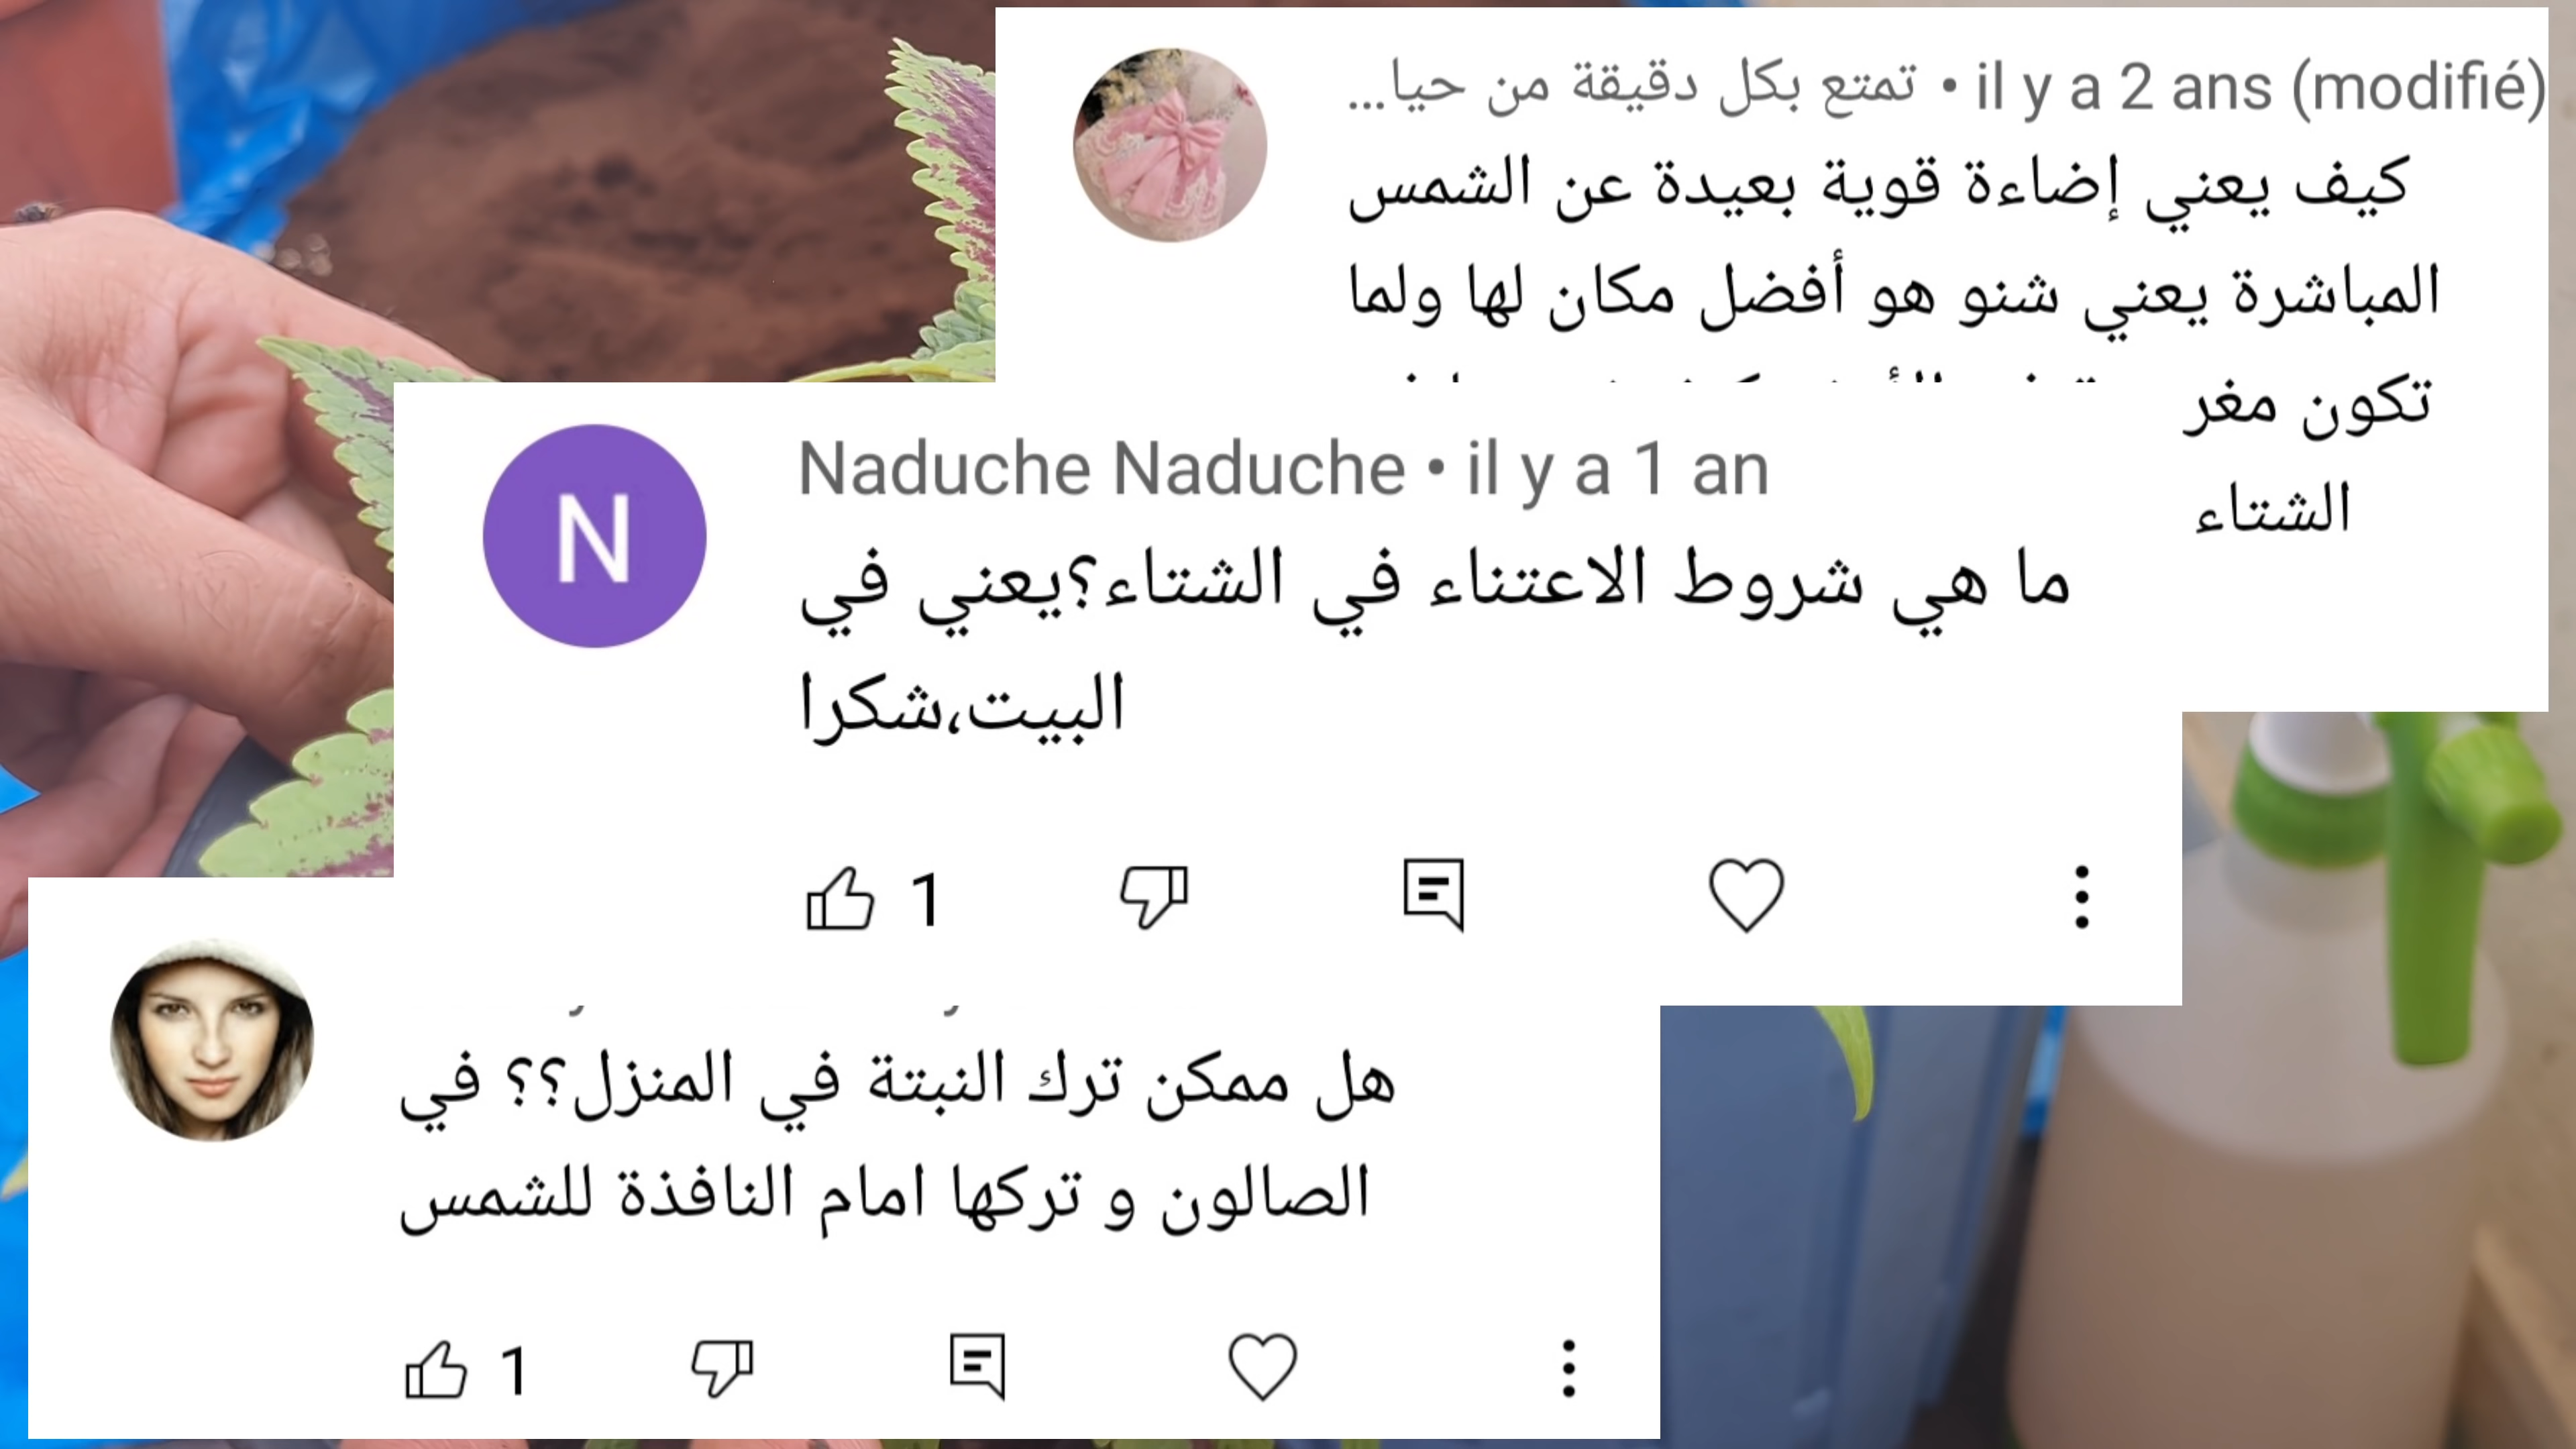 تمتع بكل دقيقة من حيا... • il y a 2 ans (modifié)
كيف يعني إضاءة قوية بعيدة عن الشمس
المباشرة يعني شنو هو أفضل مكان لها ولما
تكون مغر
الشتاء
N
Naduche Naduche • il y a 1 an
ما هي شروط الاعتناء في الشتاء؟يعني في
البيت،شكرا
1
هل ممكن ترك النبتة في المنزل؟؟ في
الصالون و تركها امام النافذة للشمس
1